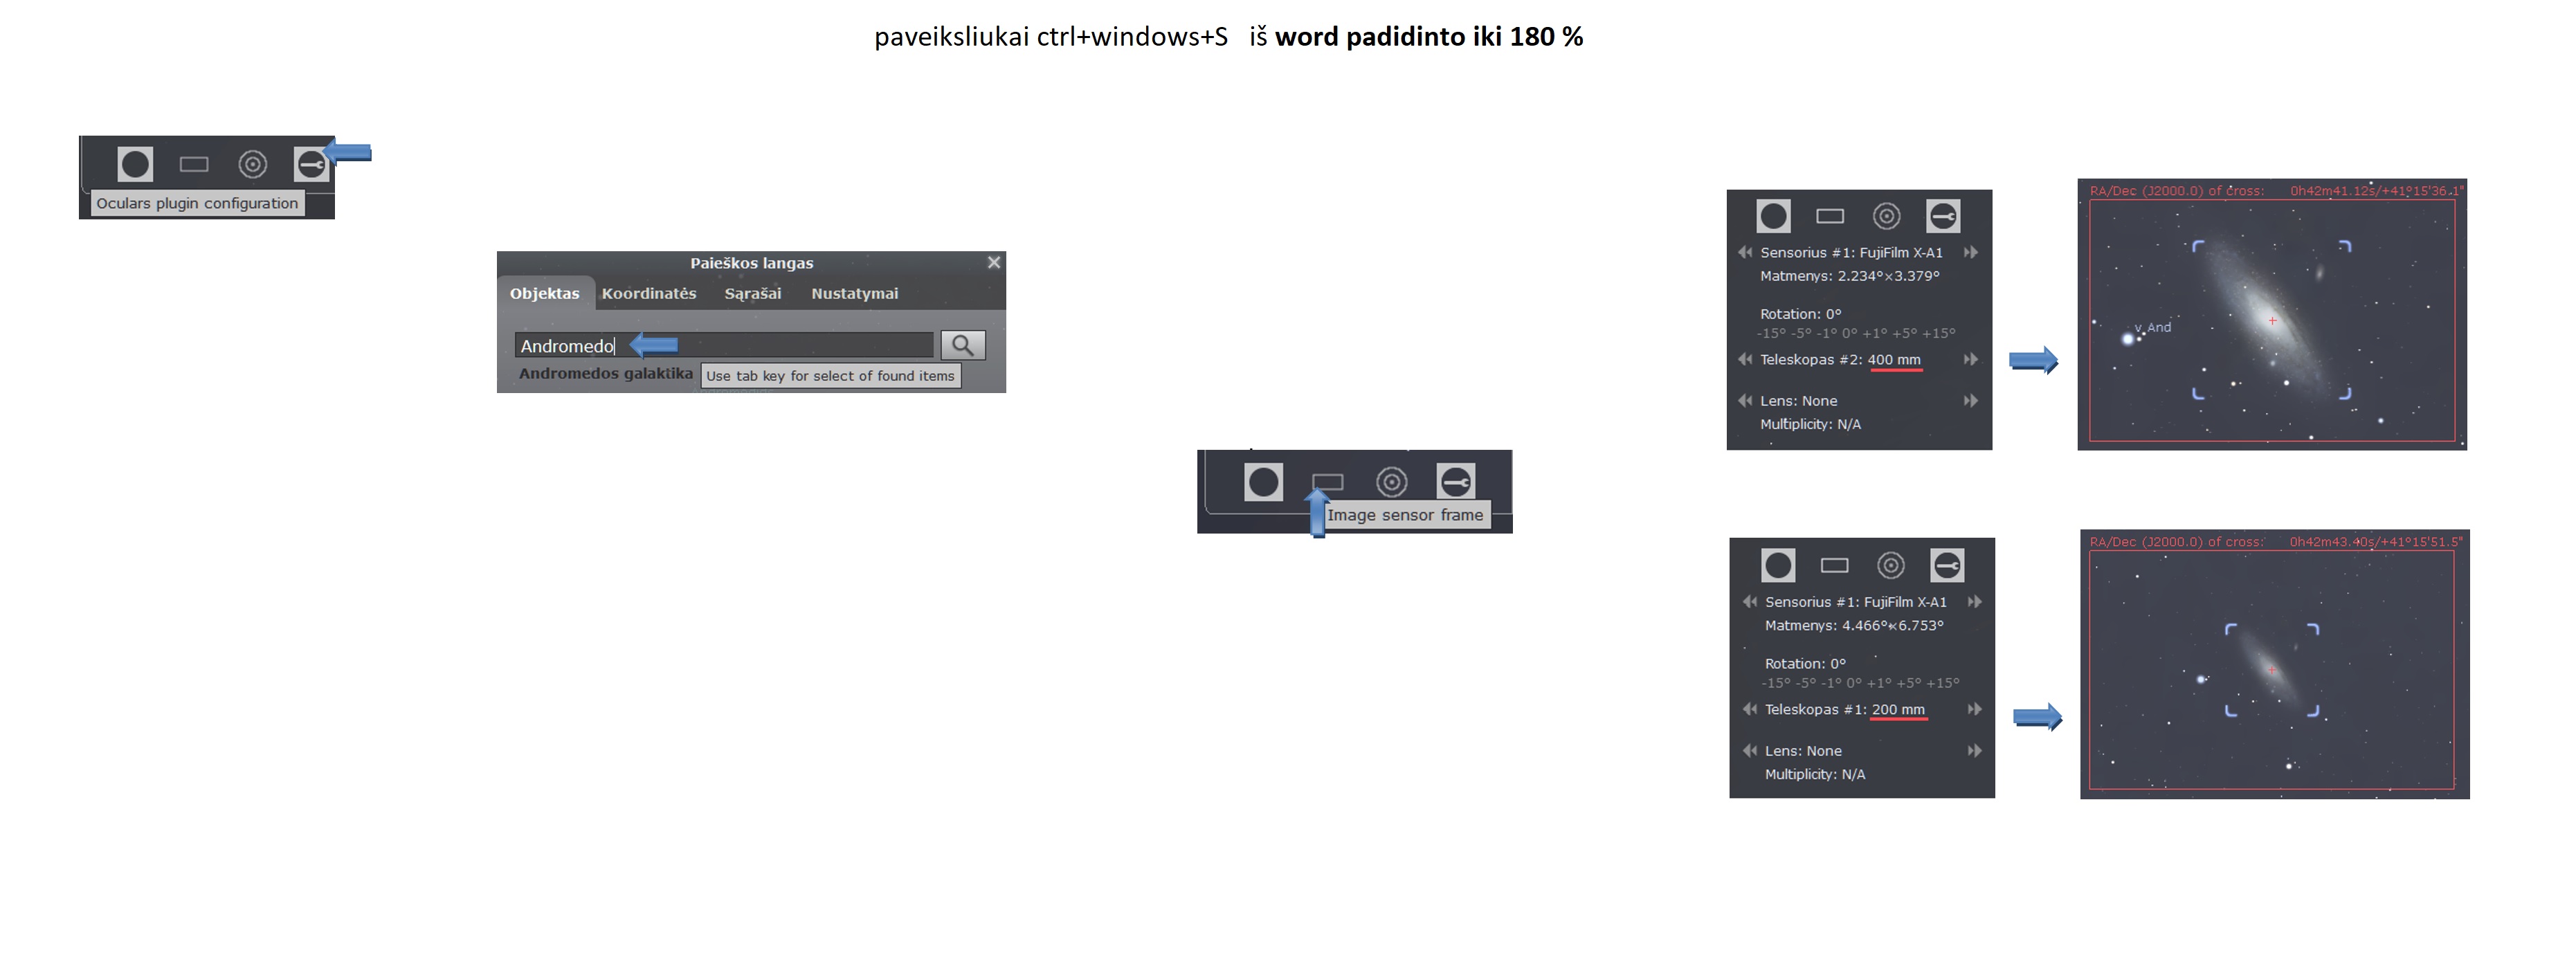 paveiksliukai ctrl+windows+S iš word padidinto iki 180 %
Oculars plugin configuration
Paieškos langas
Objektas Koordinatės Sąrašai Nustatymai
Andromedo
Andromedos galaktika
Use tab key for select of found items
Image sensor frame
Sensorius #1: FujiFilm X-A1
Matmenys: 2.234°×3.379°
Rotation: 0°
-15° -5° -1° 0° +1° +5° +15°
Teleskopas #2: 400 mm
Lens: None
Multiplicity: N/A
RA/Dec (J2000.0) of cross: 0h42m41.12s/+41°15'36.1"
ν And
Sensorius #1: FujiFilm X-A1
Matmenys: 4.466°×6.753°
Rotation: 0°
-15° -5° -1° 0° +1° +5° +15°
Teleskopas #1: 200 mm
Lens: None
Multiplicity: N/A
RA/Dec (J2000.0) of cross: 0h42m43.40s/+41°15'51.5"